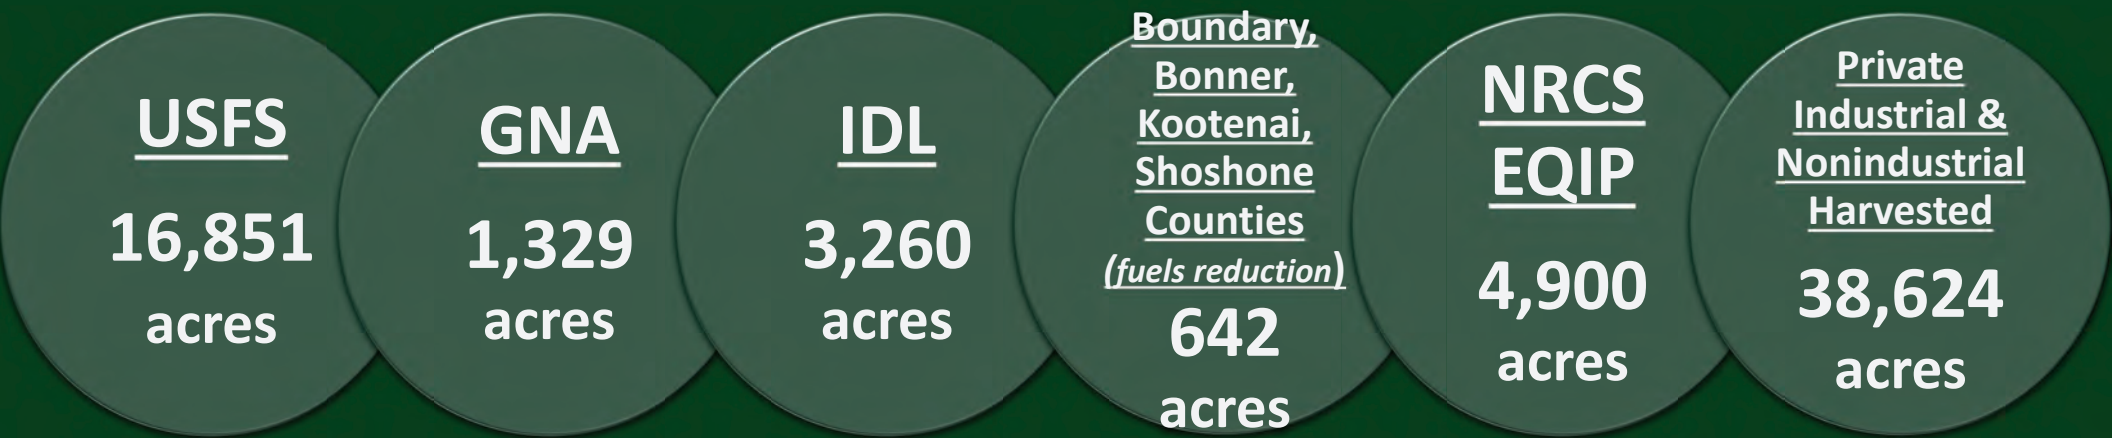 USFS
16,851
acres
GNA
1,329
acres
IDL
3,260
acres
Boundary,
Bonner,
Kootenai,
Shoshone
Counties
(fuels reduction)
642
acres
NRCS
EQIP
4,900
acres
Private
Industrial &
Nonindustrial
Harvested
38,624
acres